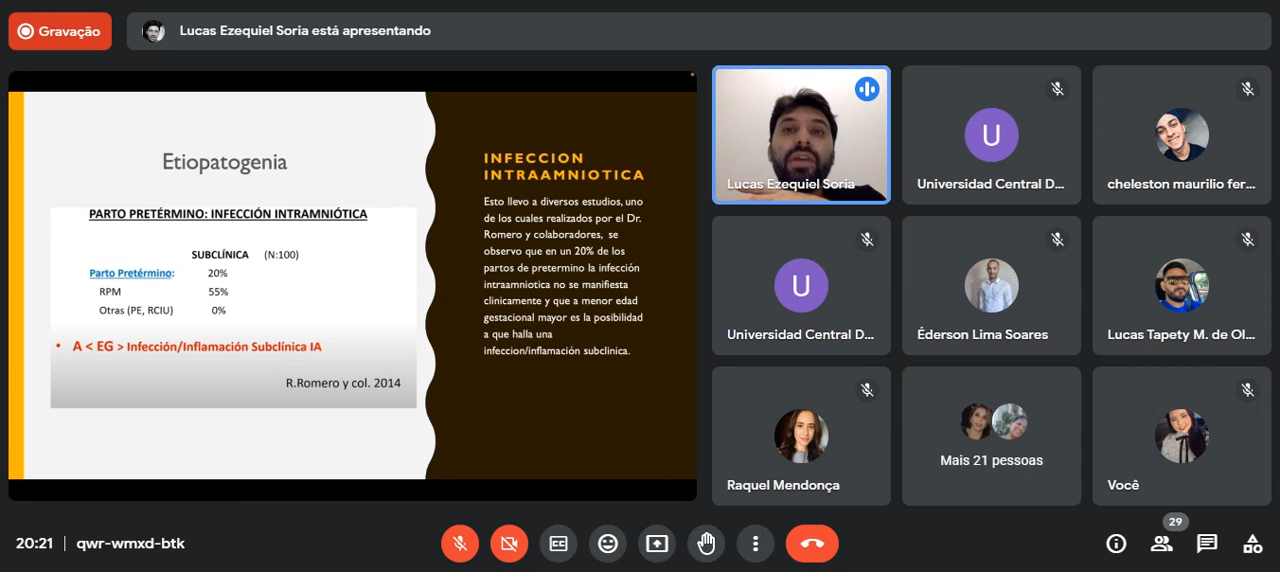 Gravação
Lucas Ezequiel Soria está apresentando
Etiopatogenia
PARTO PRETÉRMINO: INFECCIÓN INTRAMNIÓTICA
SUBCLÍNICA (N:100)
Parto Pretérmino: 20%
RPM 55%
Otras (PE, RCIU) 0%
• A < EG > Infección/Inflamación Subclínica IA
R.Romero y col. 2014
INFECCION
INTRAAMNIOTICA
Esto llevo a diversos estudios, uno
de los cuales realizados por el Dr.
Romero y colaboradores, se
observo que en un 20% de los
partos de pretermino la infección
intraamniotica no se manifiesta
clinicamente y que a menor edad
gestacional mayor es la posibilidad
a que halla una
infeccion/inflamación subclinica.
Lucas Ezequiel Soria
U
Universidad Central D...
cheleston maurilio fer...
U
Universidad Central D...
Éderson Lima Soares
Lucas Tapety M. de Ol...
Raquel Mendonça
Mais 21 pessoas
Você
20:21 | qwr-wmxd-btk
29